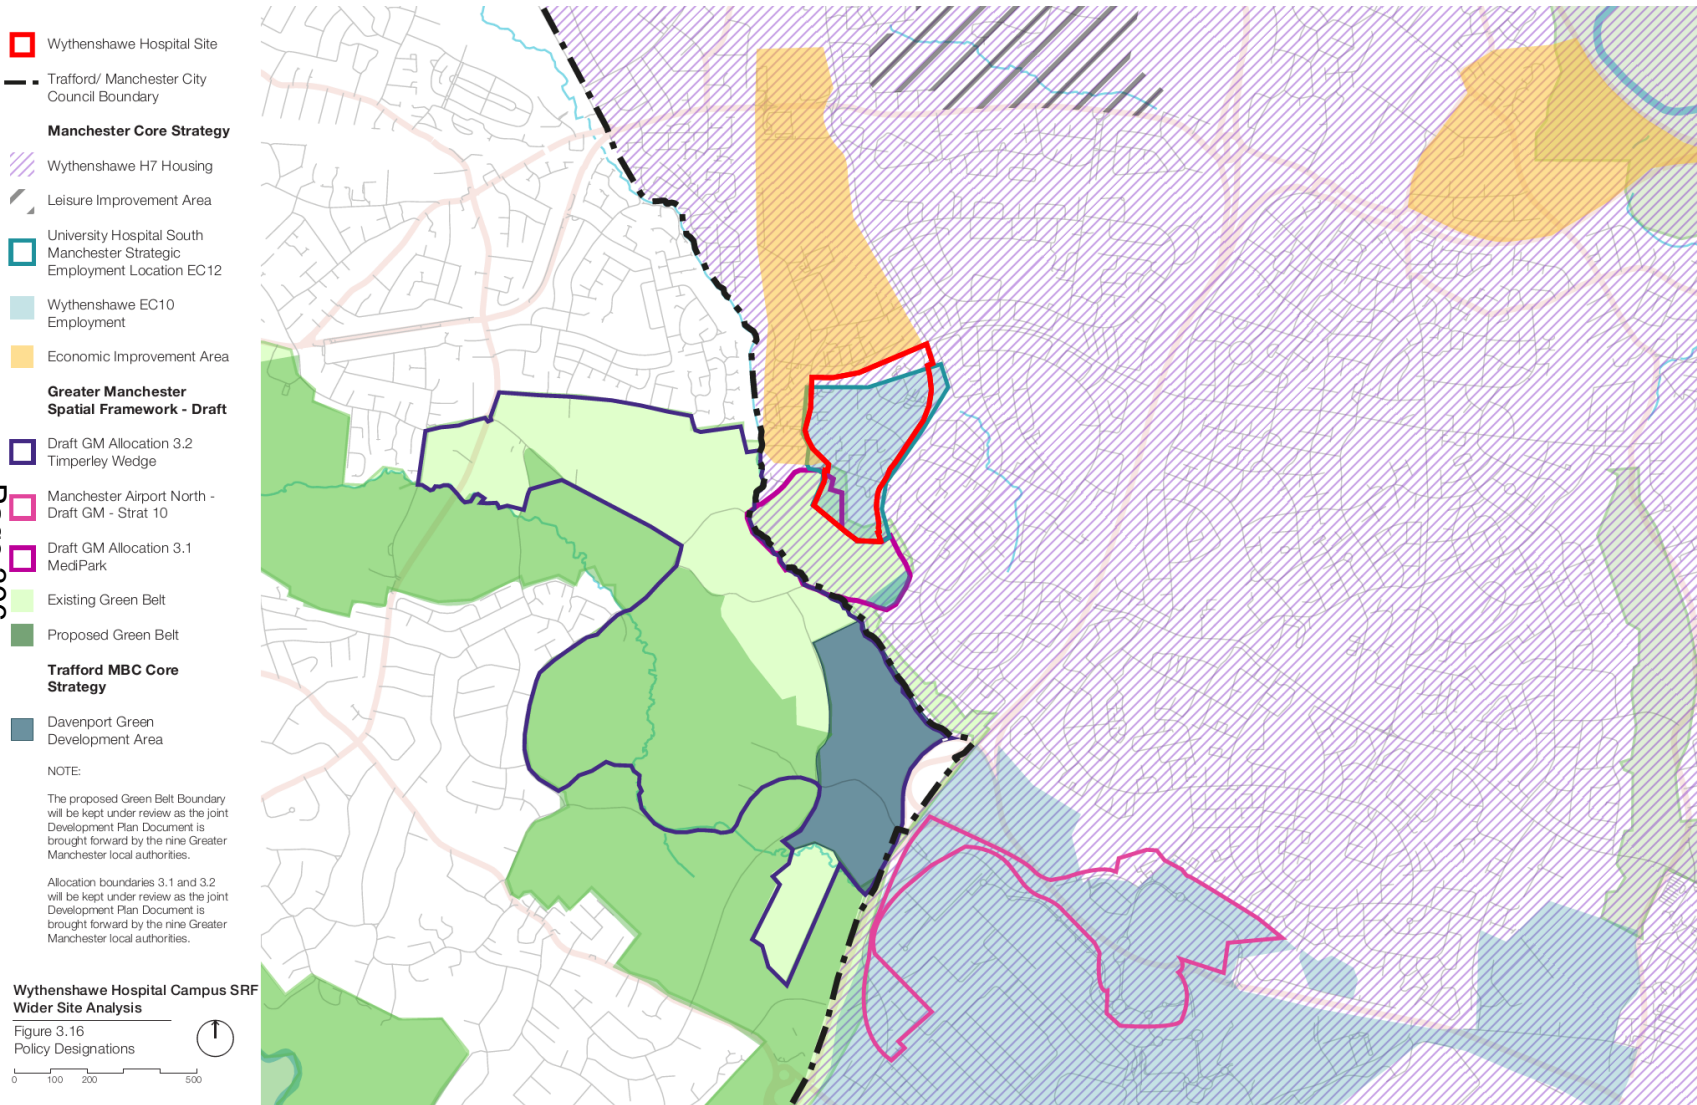 Wythenshawe Hospital Site
Trafford/ Manchester City
Council Boundary
Manchester Core Strategy
Wythenshawe H7 Housing
Leisure Improvement Area
University Hospital South
Manchester Strategic
Employment Location EC12
Wythenshawe EC10
Employment
Economic Improvement Area
Greater Manchester
Spatial Framework - Draft
Draft GM Allocation 3.2
Timperley Wedge
Manchester Airport North -
Draft GM - Strat 10
Draft GM Allocation 3.1
MediPark
Existing Green Belt
Proposed Green Belt
Trafford MBC Core
Strategy
Davenport Green
Development Area
NOTE:
The proposed Green Belt Boundary
will be kept under review as the joint
Development Plan Document is
brought forward by the nine Greater
Manchester local authorities.
Allocation boundaries 3.1 and 3.2
will be kept under review as the joint
Development Plan Document is
brought forward by the nine Greater
Manchester local authorities.
Wythenshawe Hospital Campus SRF
Wider Site Analysis
Figure 3.16
Policy Designations
0 100 200 500